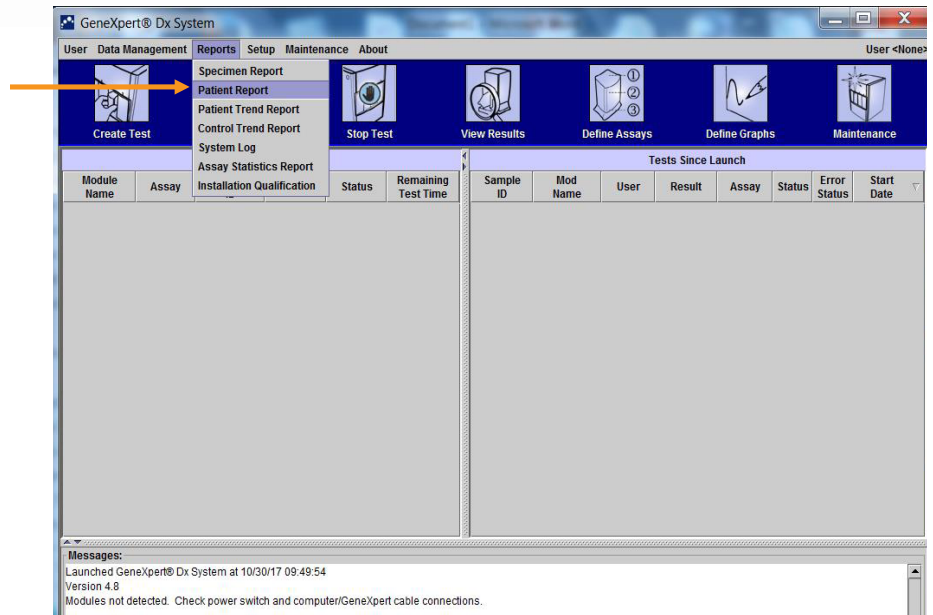 GeneXpert® Dx System
User Data Management Reports Setup Maintenance About User <None>
Specimen Report
Patient Report
Patient Trend Report
Control Trend Report
System Log
Assay Statistics Report
Installation Qualification
Create Test Stop Test View Results Define Assays Define Graphs Maintenance
① ② ③
Tests Since Launch
Module Name Assay Status Remaining Test Time
Sample ID Mod Name User Result Assay Status Error Status Start Date
Messages:
Launched GeneXpert® Dx System at 10/30/17 09:49:54
Version 4.8
Modules not detected. Check power switch and computer/GeneXpert cable connections.